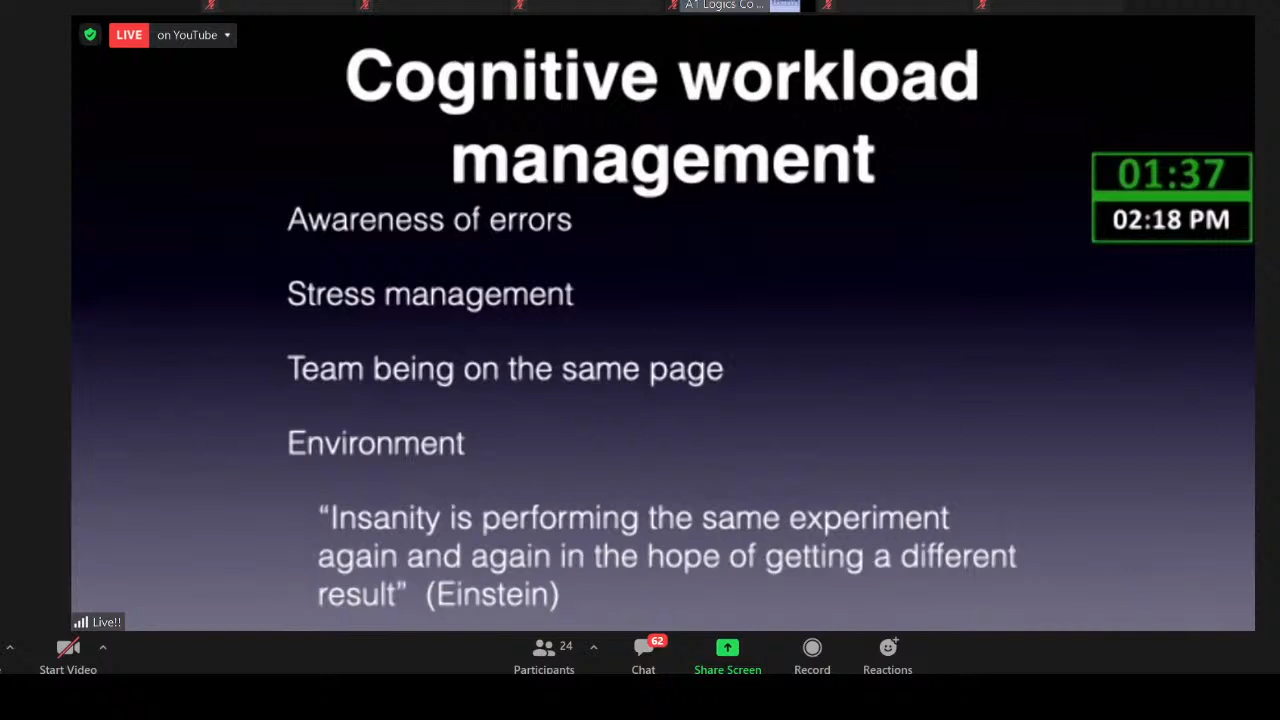 A1 Logics Co ...
LIVE on YouTube
Cognitive workload
management
01:37
02:18 PM
Awareness of errors
Stress management
Team being on the same page
Environment
“Insanity is performing the same experiment
again and again in the hope of getting a different
result” (Einstein)
Live!!
24
62
Start Video
Participants
Chat
Share Screen
Record
Reactions